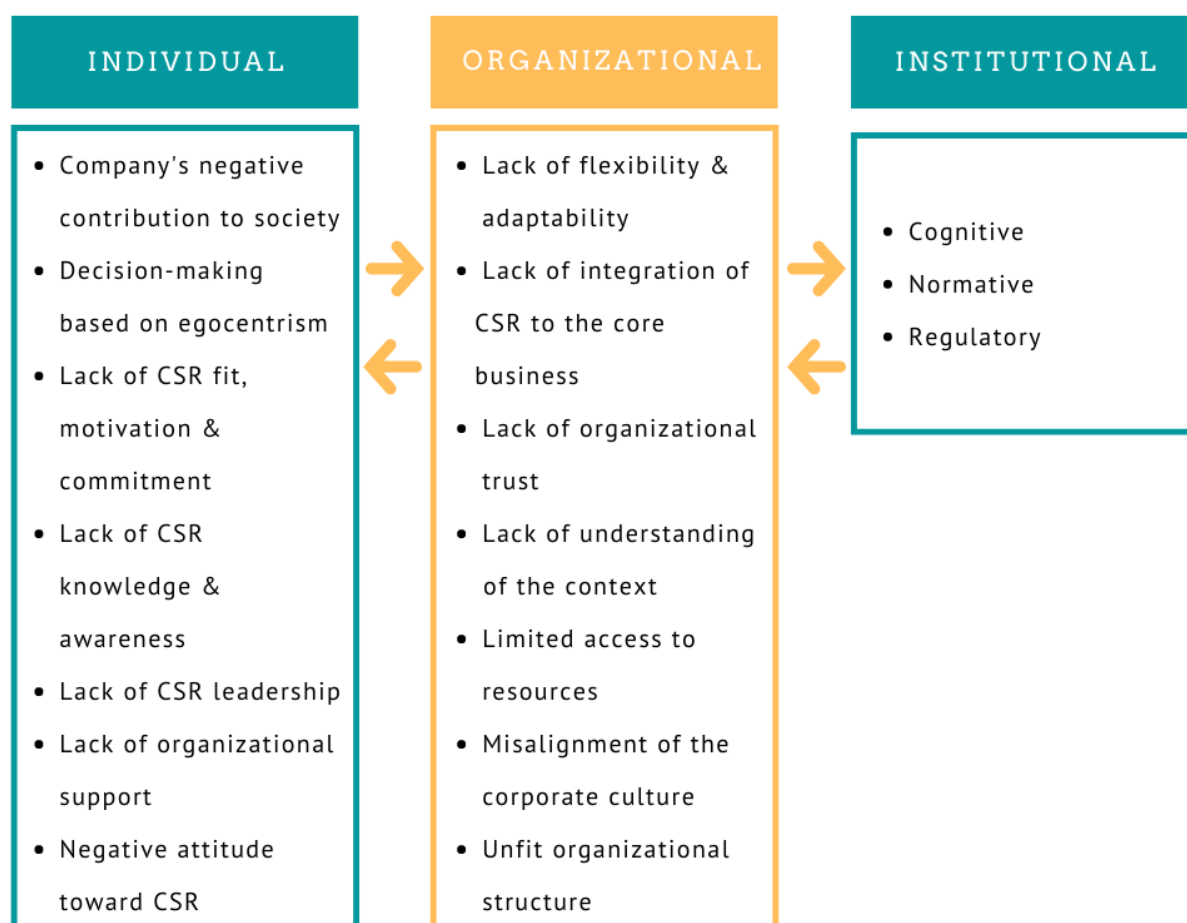 INDIVIDUAL
• Company's negative
contribution to society
• Decision-making
based on egocentrism
• Lack of CSR fit,
motivation &
commitment
• Lack of CSR
knowledge &
awareness
• Lack of CSR leadership
• Lack of organizational
support
• Negative attitude
toward CSR
ORGANIZATIONAL
• Lack of flexibility &
adaptability
• Lack of integration of
CSR to the core
business
• Lack of organizational
trust
• Lack of understanding
of the context
• Limited access to
resources
• Misalignment of the
corporate culture
• Unfit organizational
structure
INSTITUTIONAL
• Cognitive
• Normative
• Regulatory